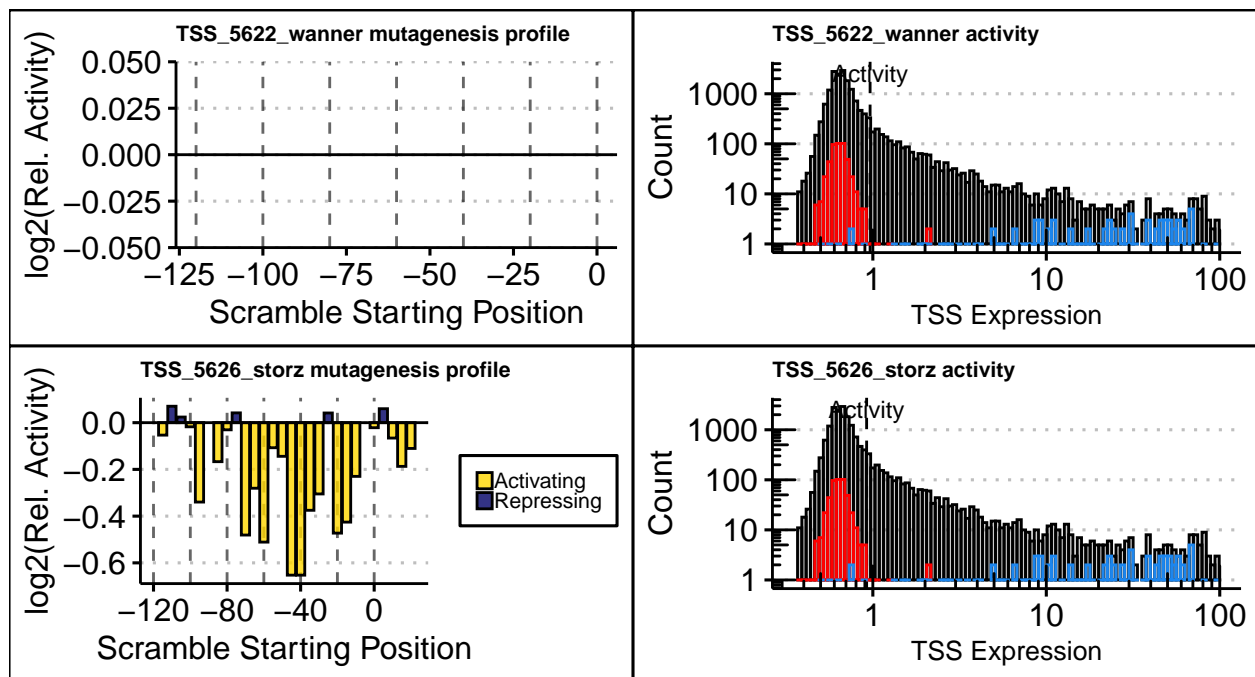 TSS_5622_wanner mutagenesis profile
log2(Rel. Activity)
0.050
0.025
0.000
−0.025
−0.050
−125 −100 −75 −50 −25 0
Scramble Starting Position
TSS_5622_wanner activity
Activity
Count
1000
100
10
1
1 10 100
TSS Expression
TSS_5626_storz mutagenesis profile
log2(Rel. Activity)
0.0
−0.2
−0.4
−0.6
−120 −80 −40 0
Scramble Starting Position
Activating
Repressing
TSS_5626_storz activity
Activity
Count
1000
100
10
1
1 10 100
TSS Expression